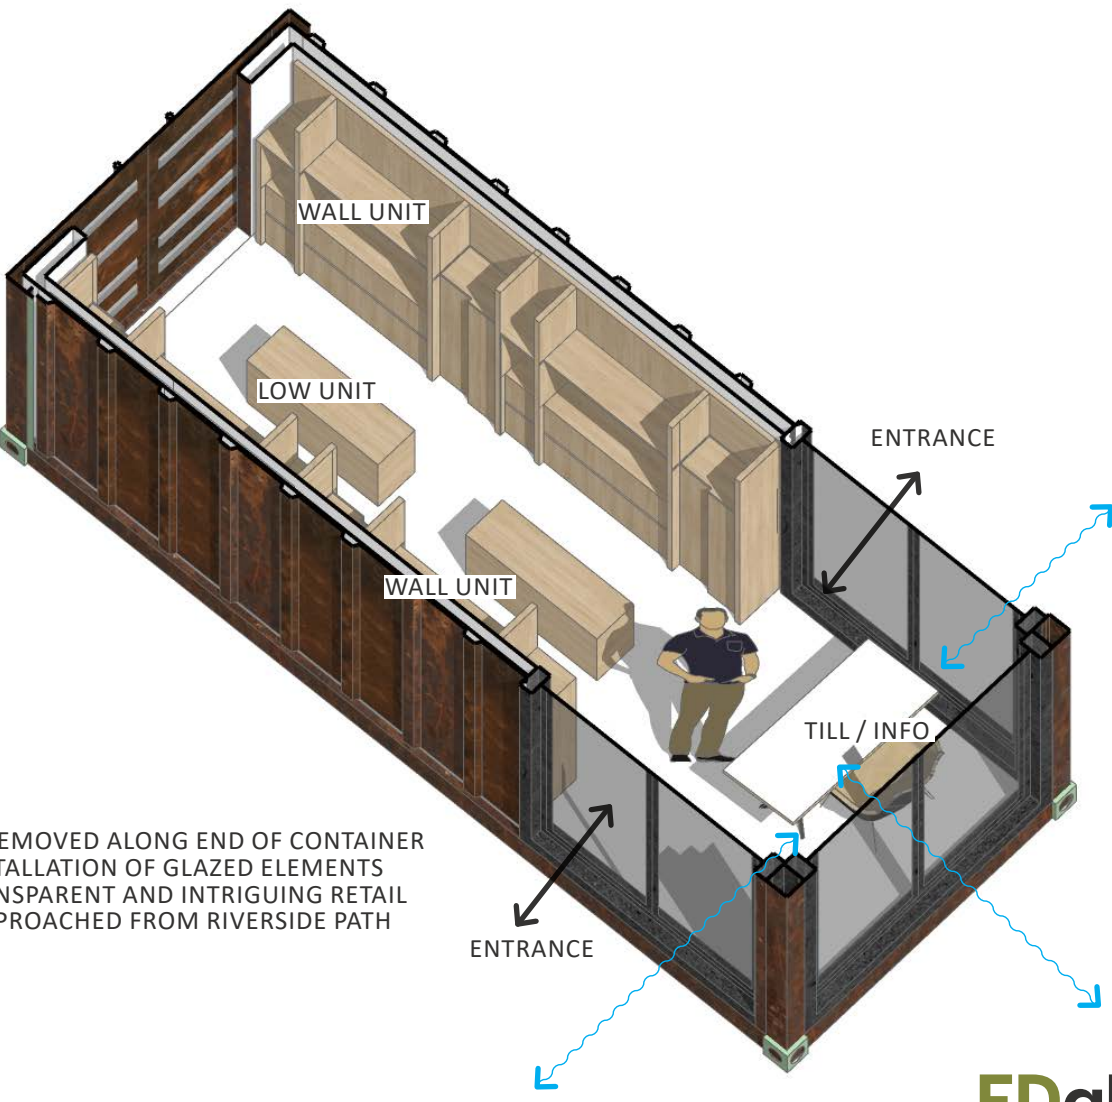 WALL UNIT
LOW UNIT
ENTRANCE
WALL UNIT
TILL / INFO
EMOVED ALONG END OF CONTAINER
TALLATION OF GLAZED ELEMENTS
NSPARENT AND INTRIGUING RETAIL
PROACHED FROM RIVERSIDE PATH
ENTRANCE